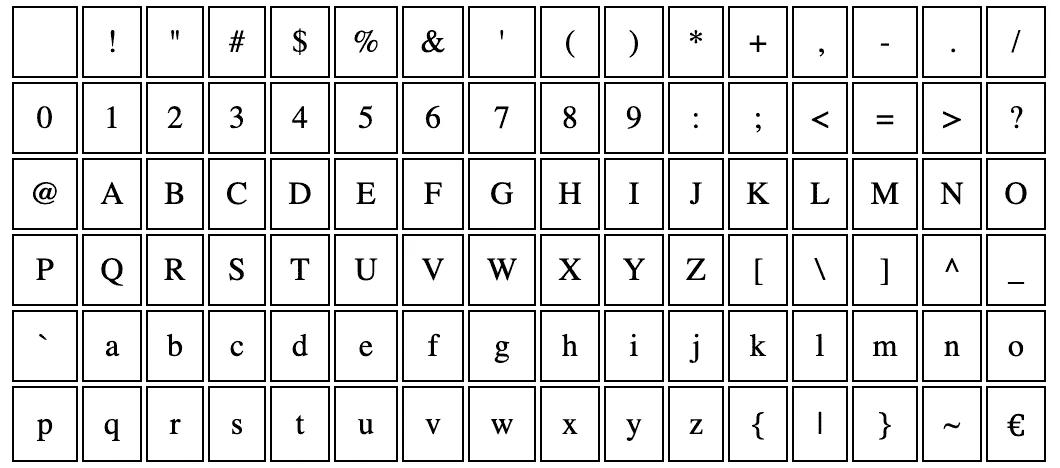 ! " # $ % & ' ( ) * + , - . /
0 1 2 3 4 5 6 7 8 9 : ; < = > ?
@ A B C D E F G H I J K L M N O
P Q R S T U V W X Y Z [ \ ] ^ _
` a b c d e f g h i j k l m n o
p q r s t u v w x y z { | } ~ €